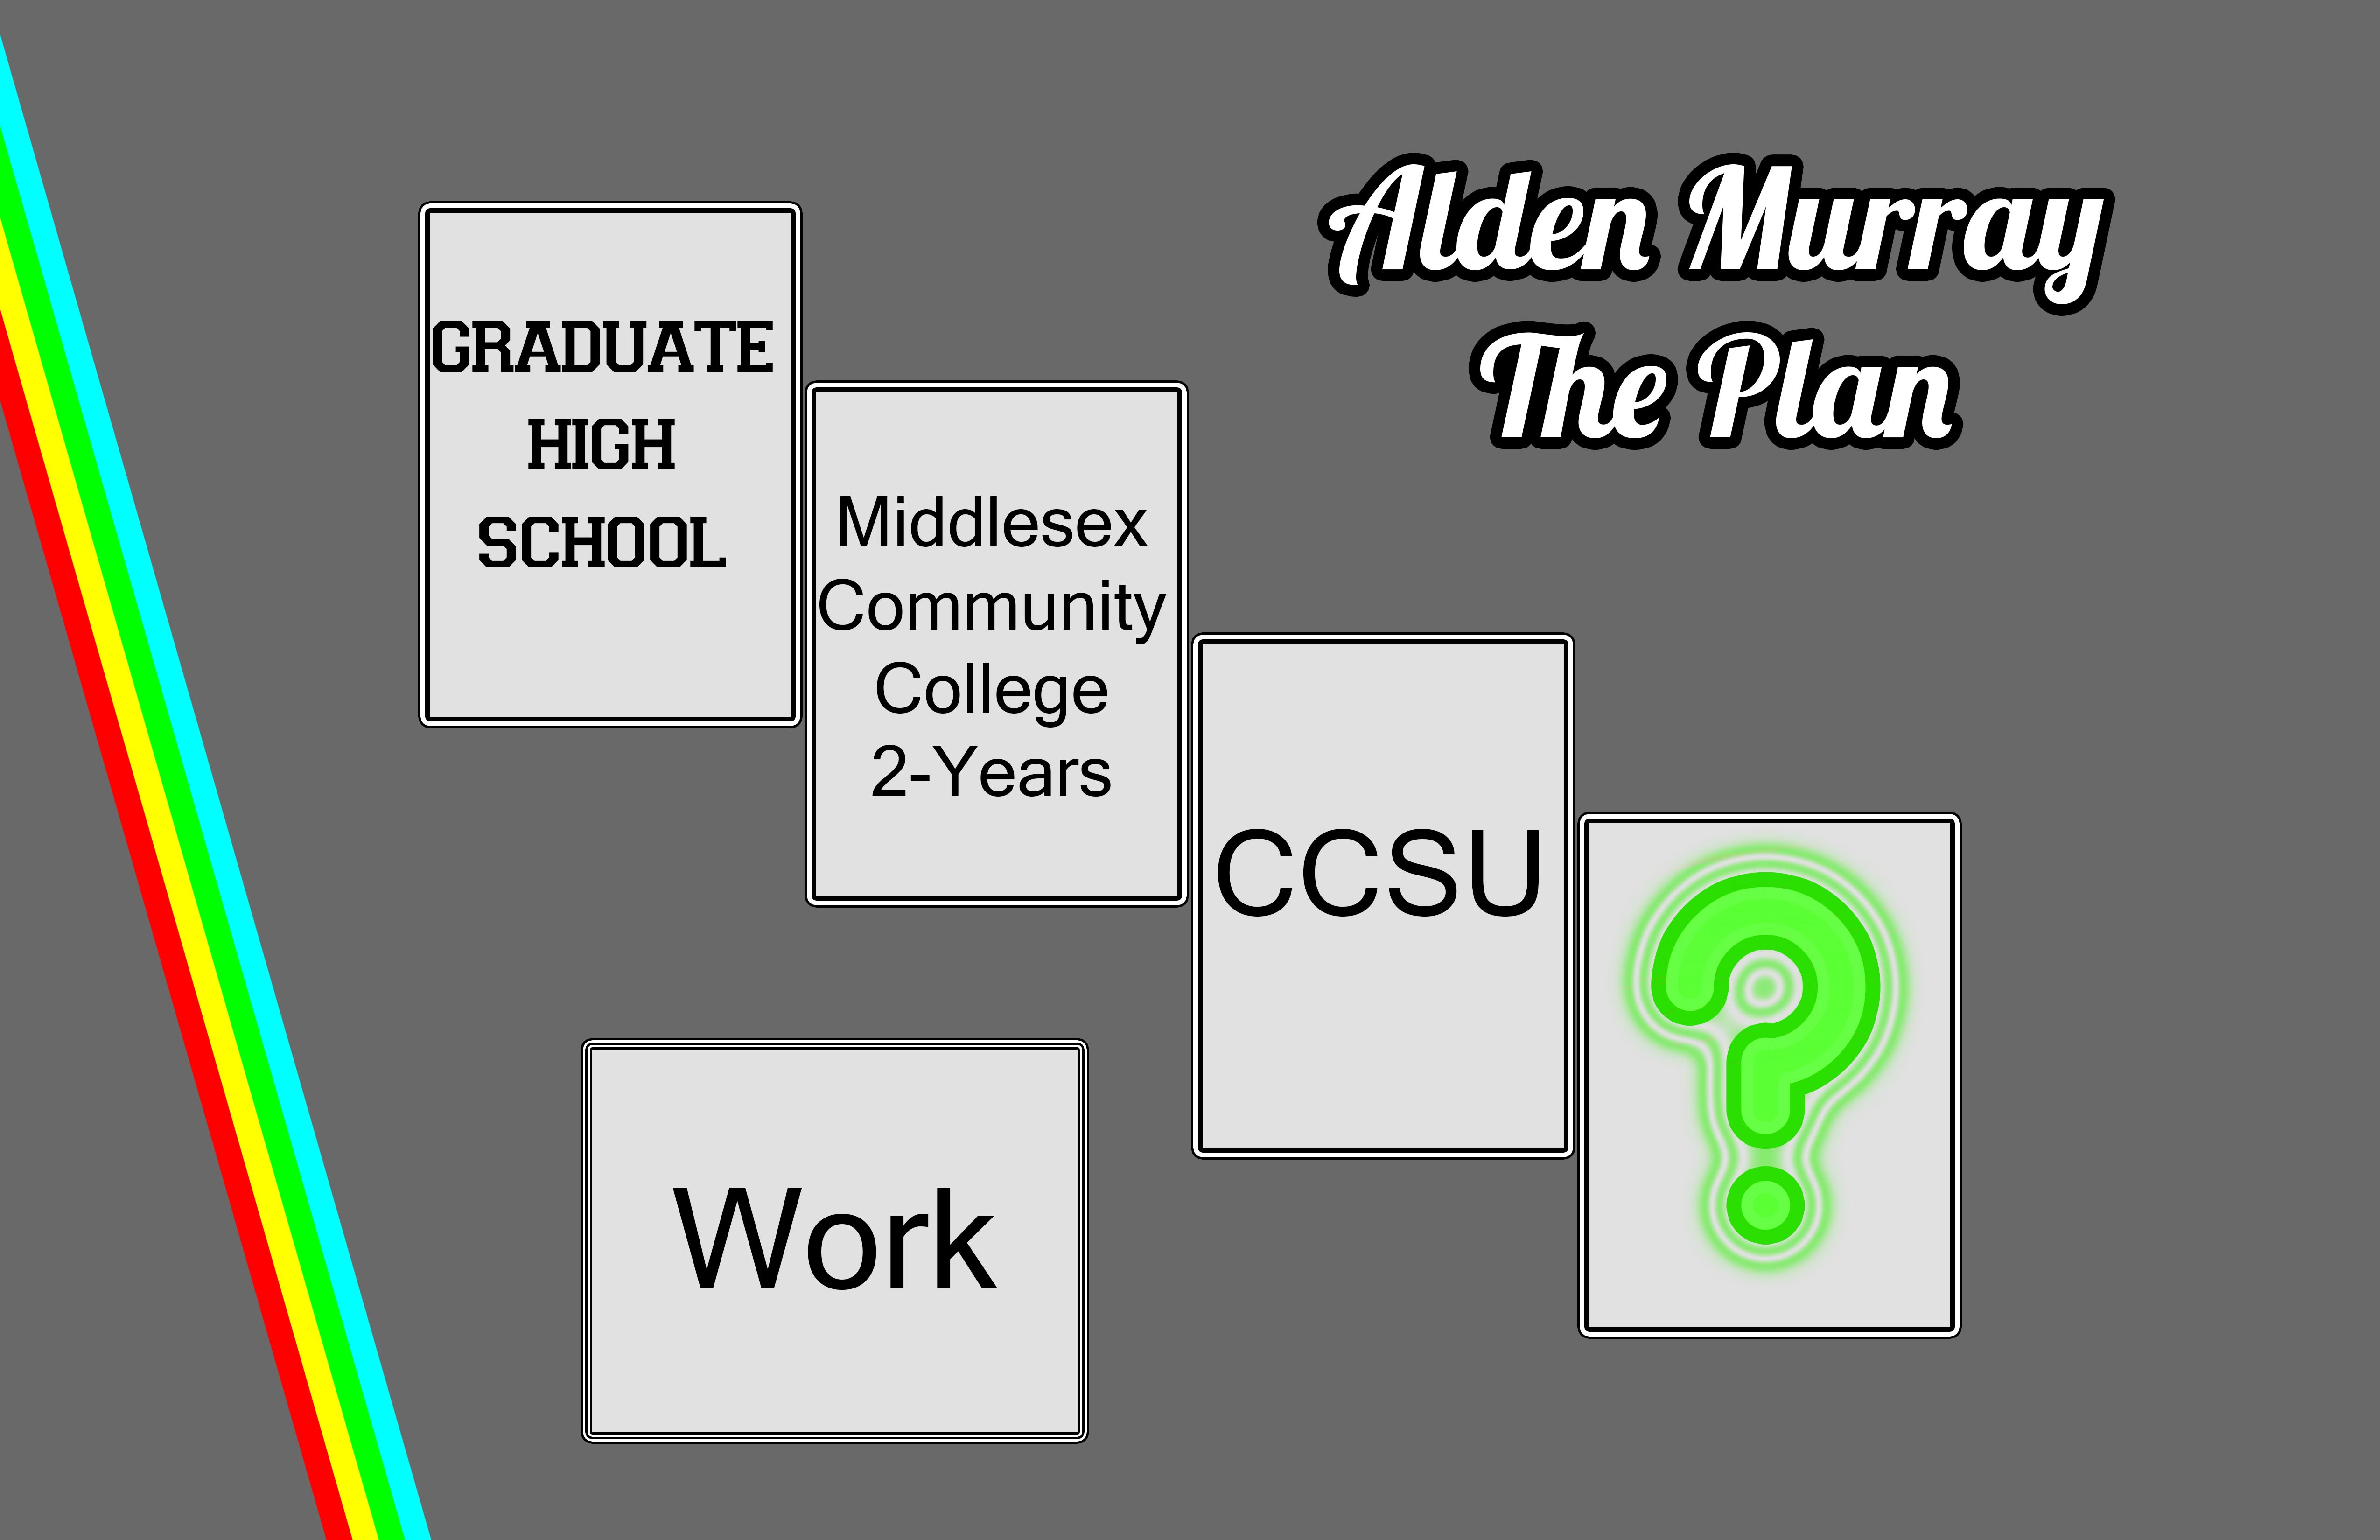 Alden Murray
The Plan
GRADUATE
HIGH
SCHOOL
Middlesex
Community
College
2-Years
CCSU
?
Work